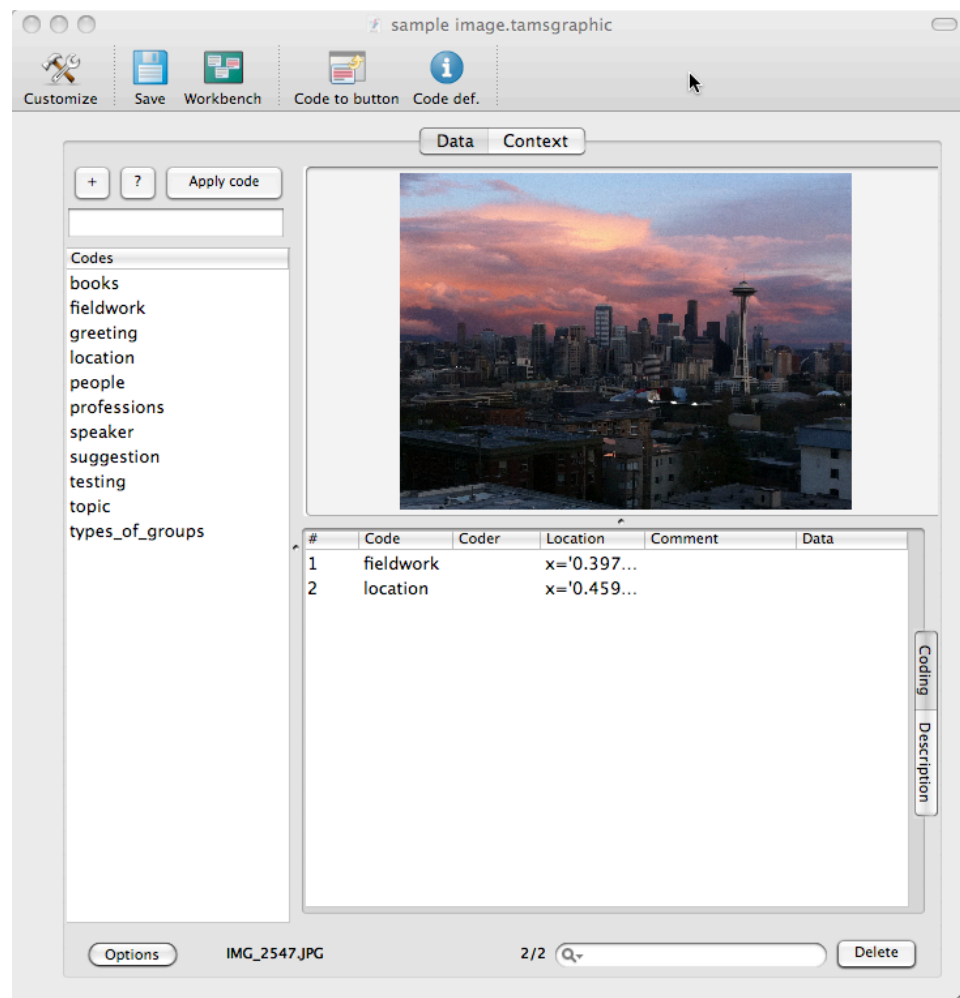 sample image.tamsgraphic
Customize Save Workbench Code to button Code def.
Data Context
+ ? Apply code
Codes
books
fieldwork
greeting
location
people
professions
speaker
suggestion
testing
topic
types_of_groups
# Code Coder Location Comment Data
1 fieldwork x='0.397...
2 location x='0.459...
Coding
Description
Options IMG_2547.JPG 2/2 Delete